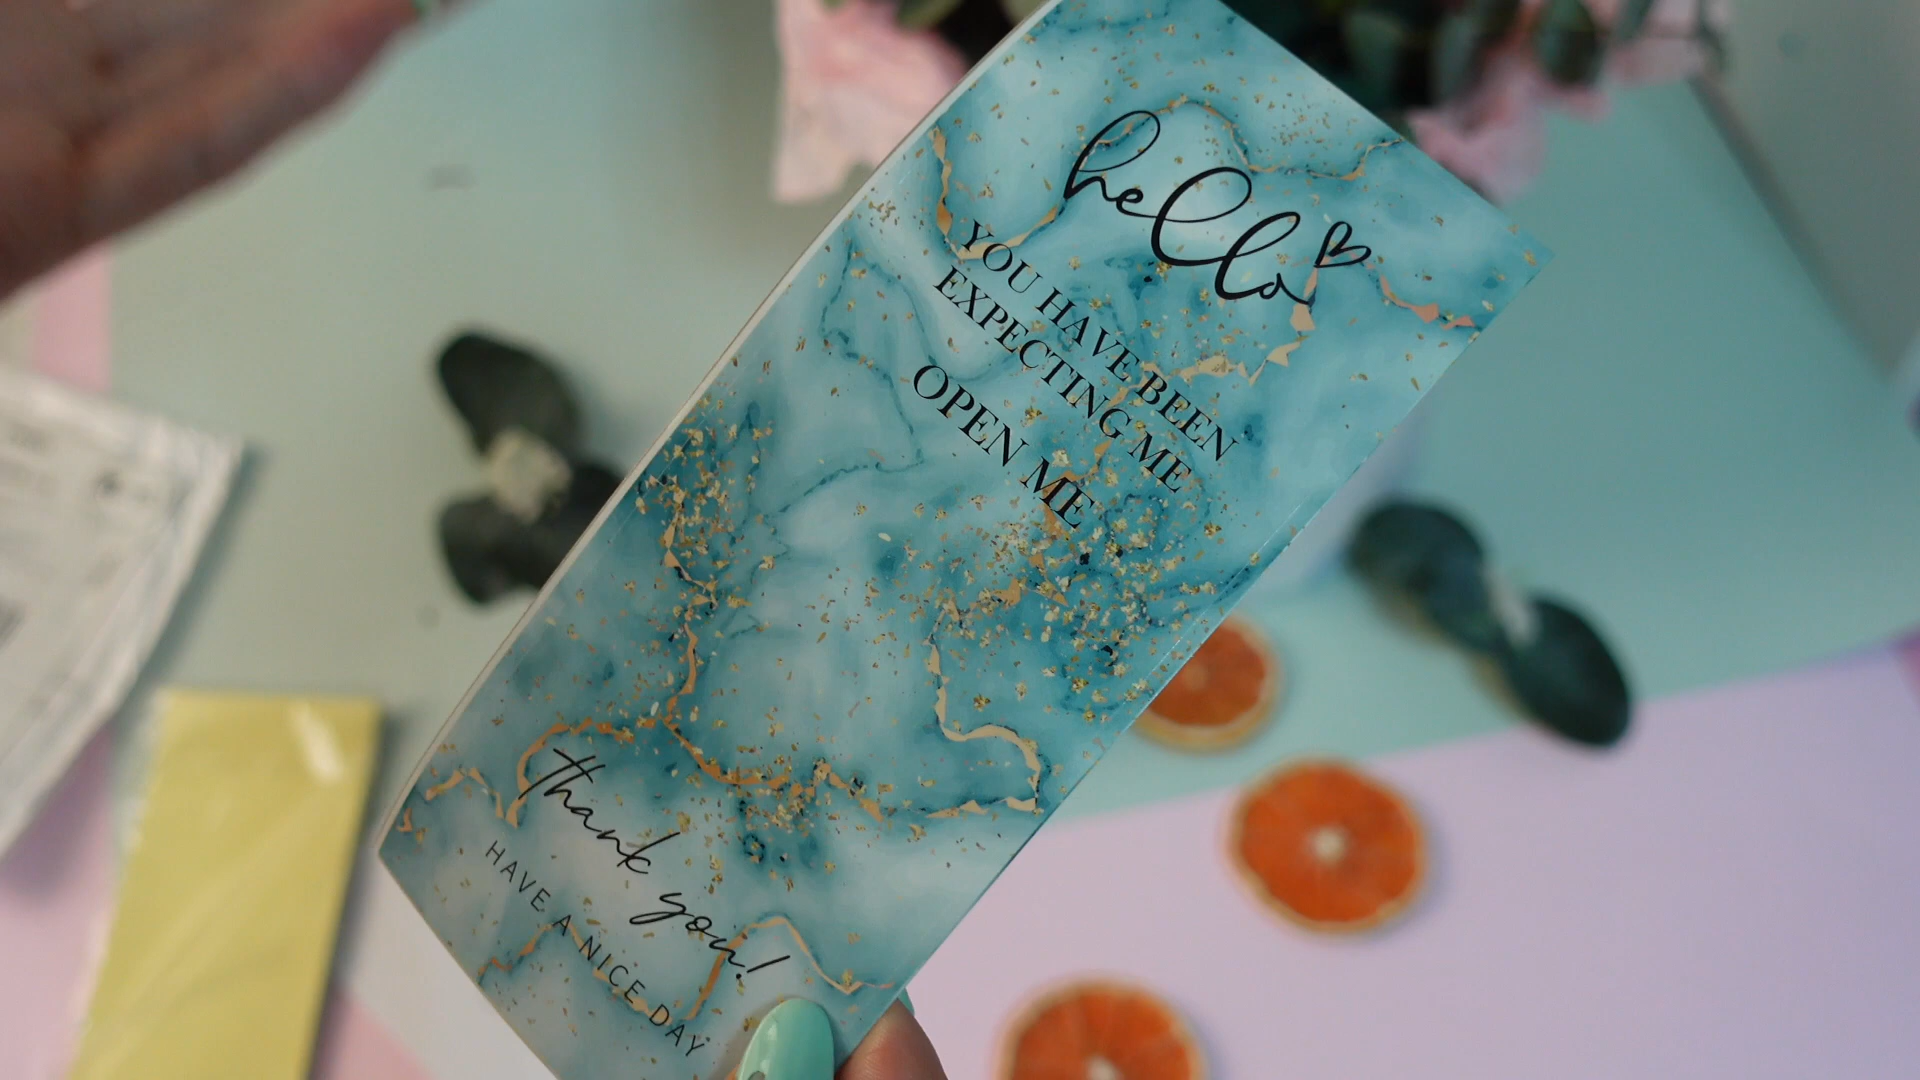 hello
YOU HAVE BEEN
EXPECTING ME
OPEN ME
thank you!
HAVE A NICE DAY